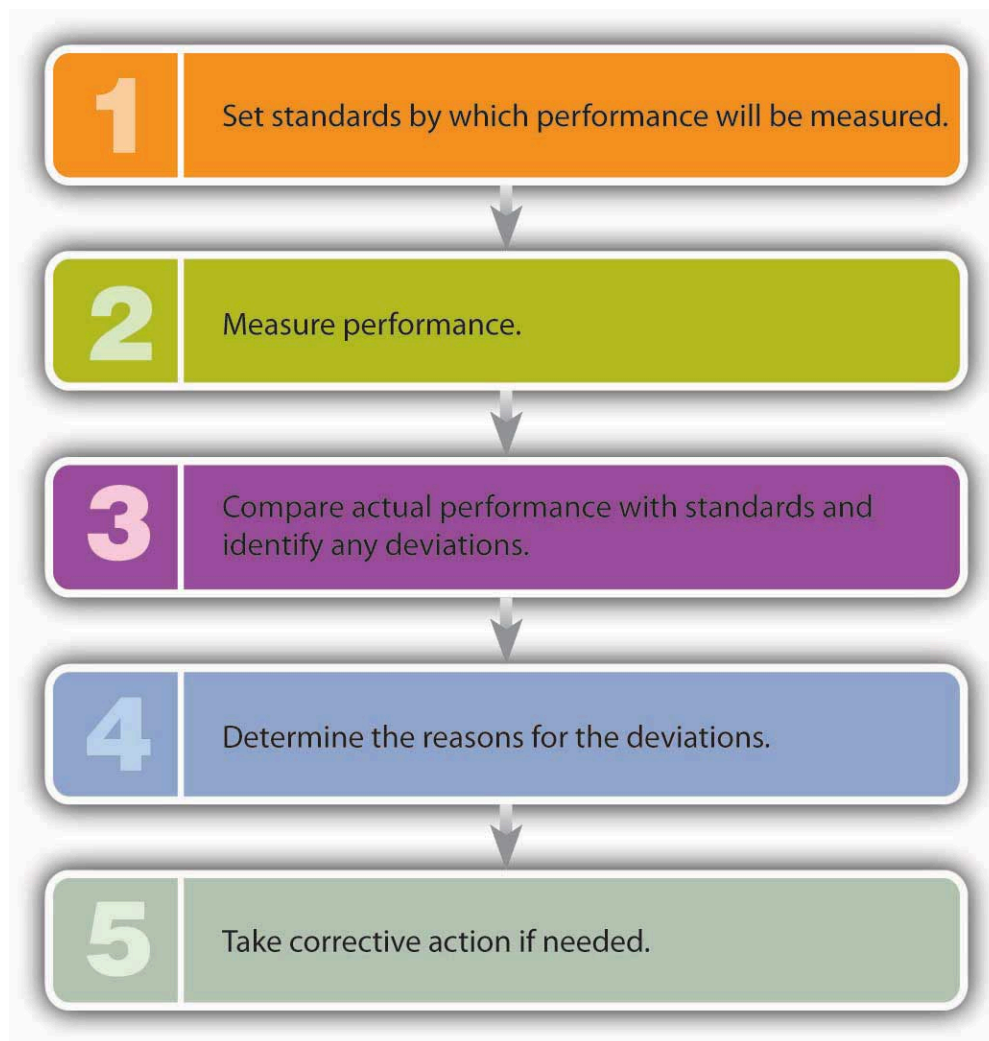 1
Set standards by which performance will be measured.
2
Measure performance.
3
Compare actual performance with standards and
identify any deviations.
4
Determine the reasons for the deviations.
5
Take corrective action if needed.